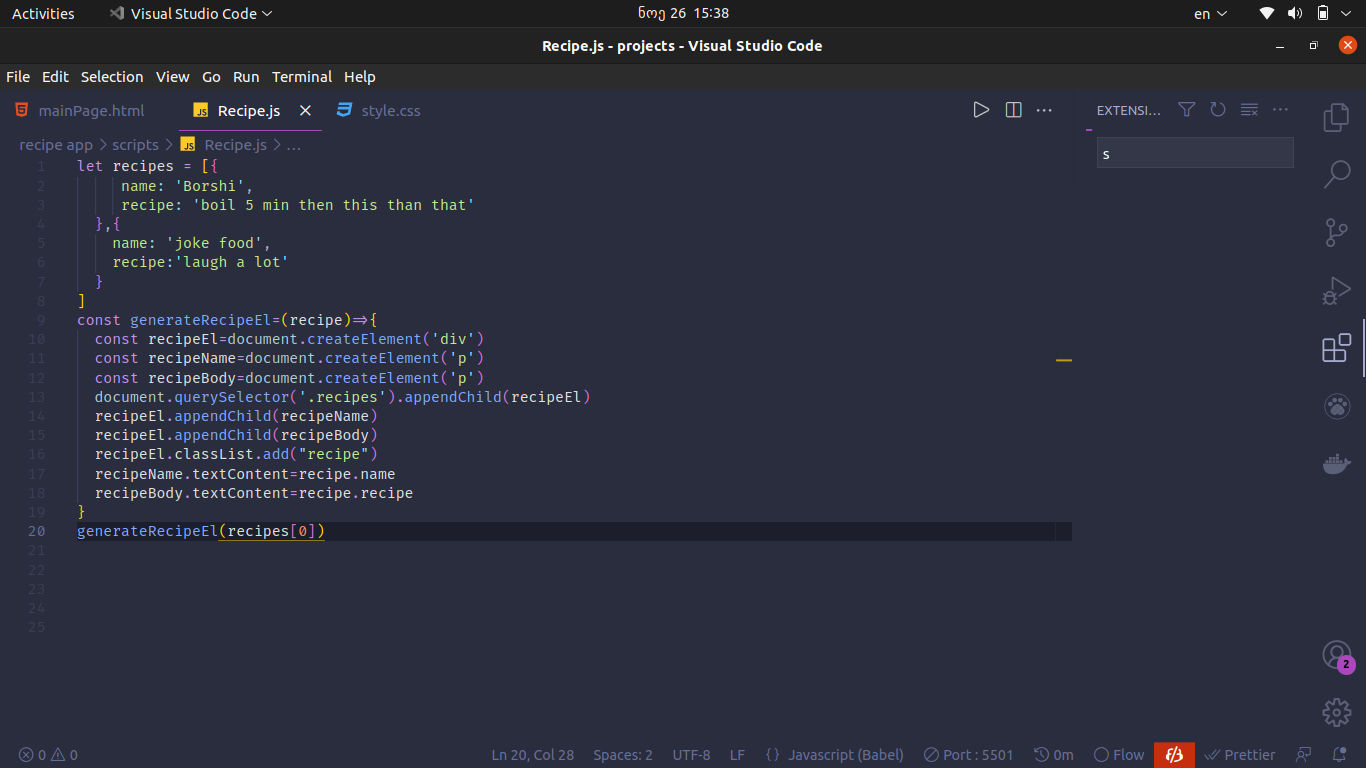 Activities Visual Studio Code ნოე 26 15:38 en
Recipe.js - projects - Visual Studio Code
File Edit Selection View Go Run Terminal Help
mainPage.html JS Recipe.js style.css EXTENSI...
recipe app > scripts > JS Recipe.js > ...
s
1 let recipes = [{
2 name: 'Borshi',
3 recipe: 'boil 5 min then this than that'
4 },{
5 name: 'joke food',
6 recipe:'laugh a lot'
7 }
8 ]
9 const generateRecipeEl=(recipe)=>{
10 const recipeEl=document.createElement('div')
11 const recipeName=document.createElement('p')
12 const recipeBody=document.createElement('p')
13 document.querySelector('.recipes').appendChild(recipeEl)
14 recipeEl.appendChild(recipeName)
15 recipeEl.appendChild(recipeBody)
16 recipeEl.classList.add("recipe")
17 recipeName.textContent=recipe.name
18 recipeBody.textContent=recipe.recipe
19 }
20 generateRecipeEl(recipes[0])
21
22
23
24
25
2
0 0 Ln 20, Col 28 Spaces: 2 UTF-8 LF {} Javascript (Babel) Port : 5501 0m Flow Prettier